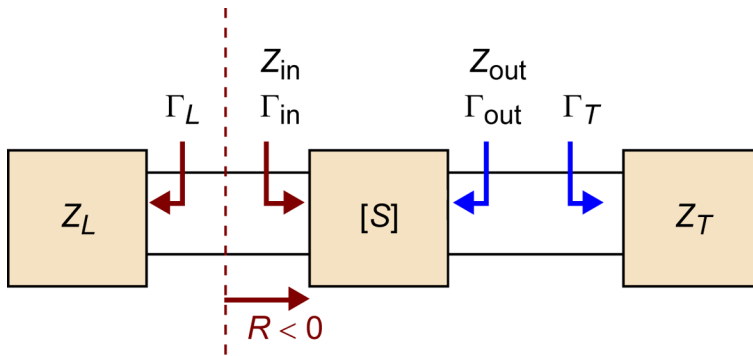 Z_in Z_out
Γ_L Γ_in Γ_out Γ_T
Z_L [S] Z_T
R < 0